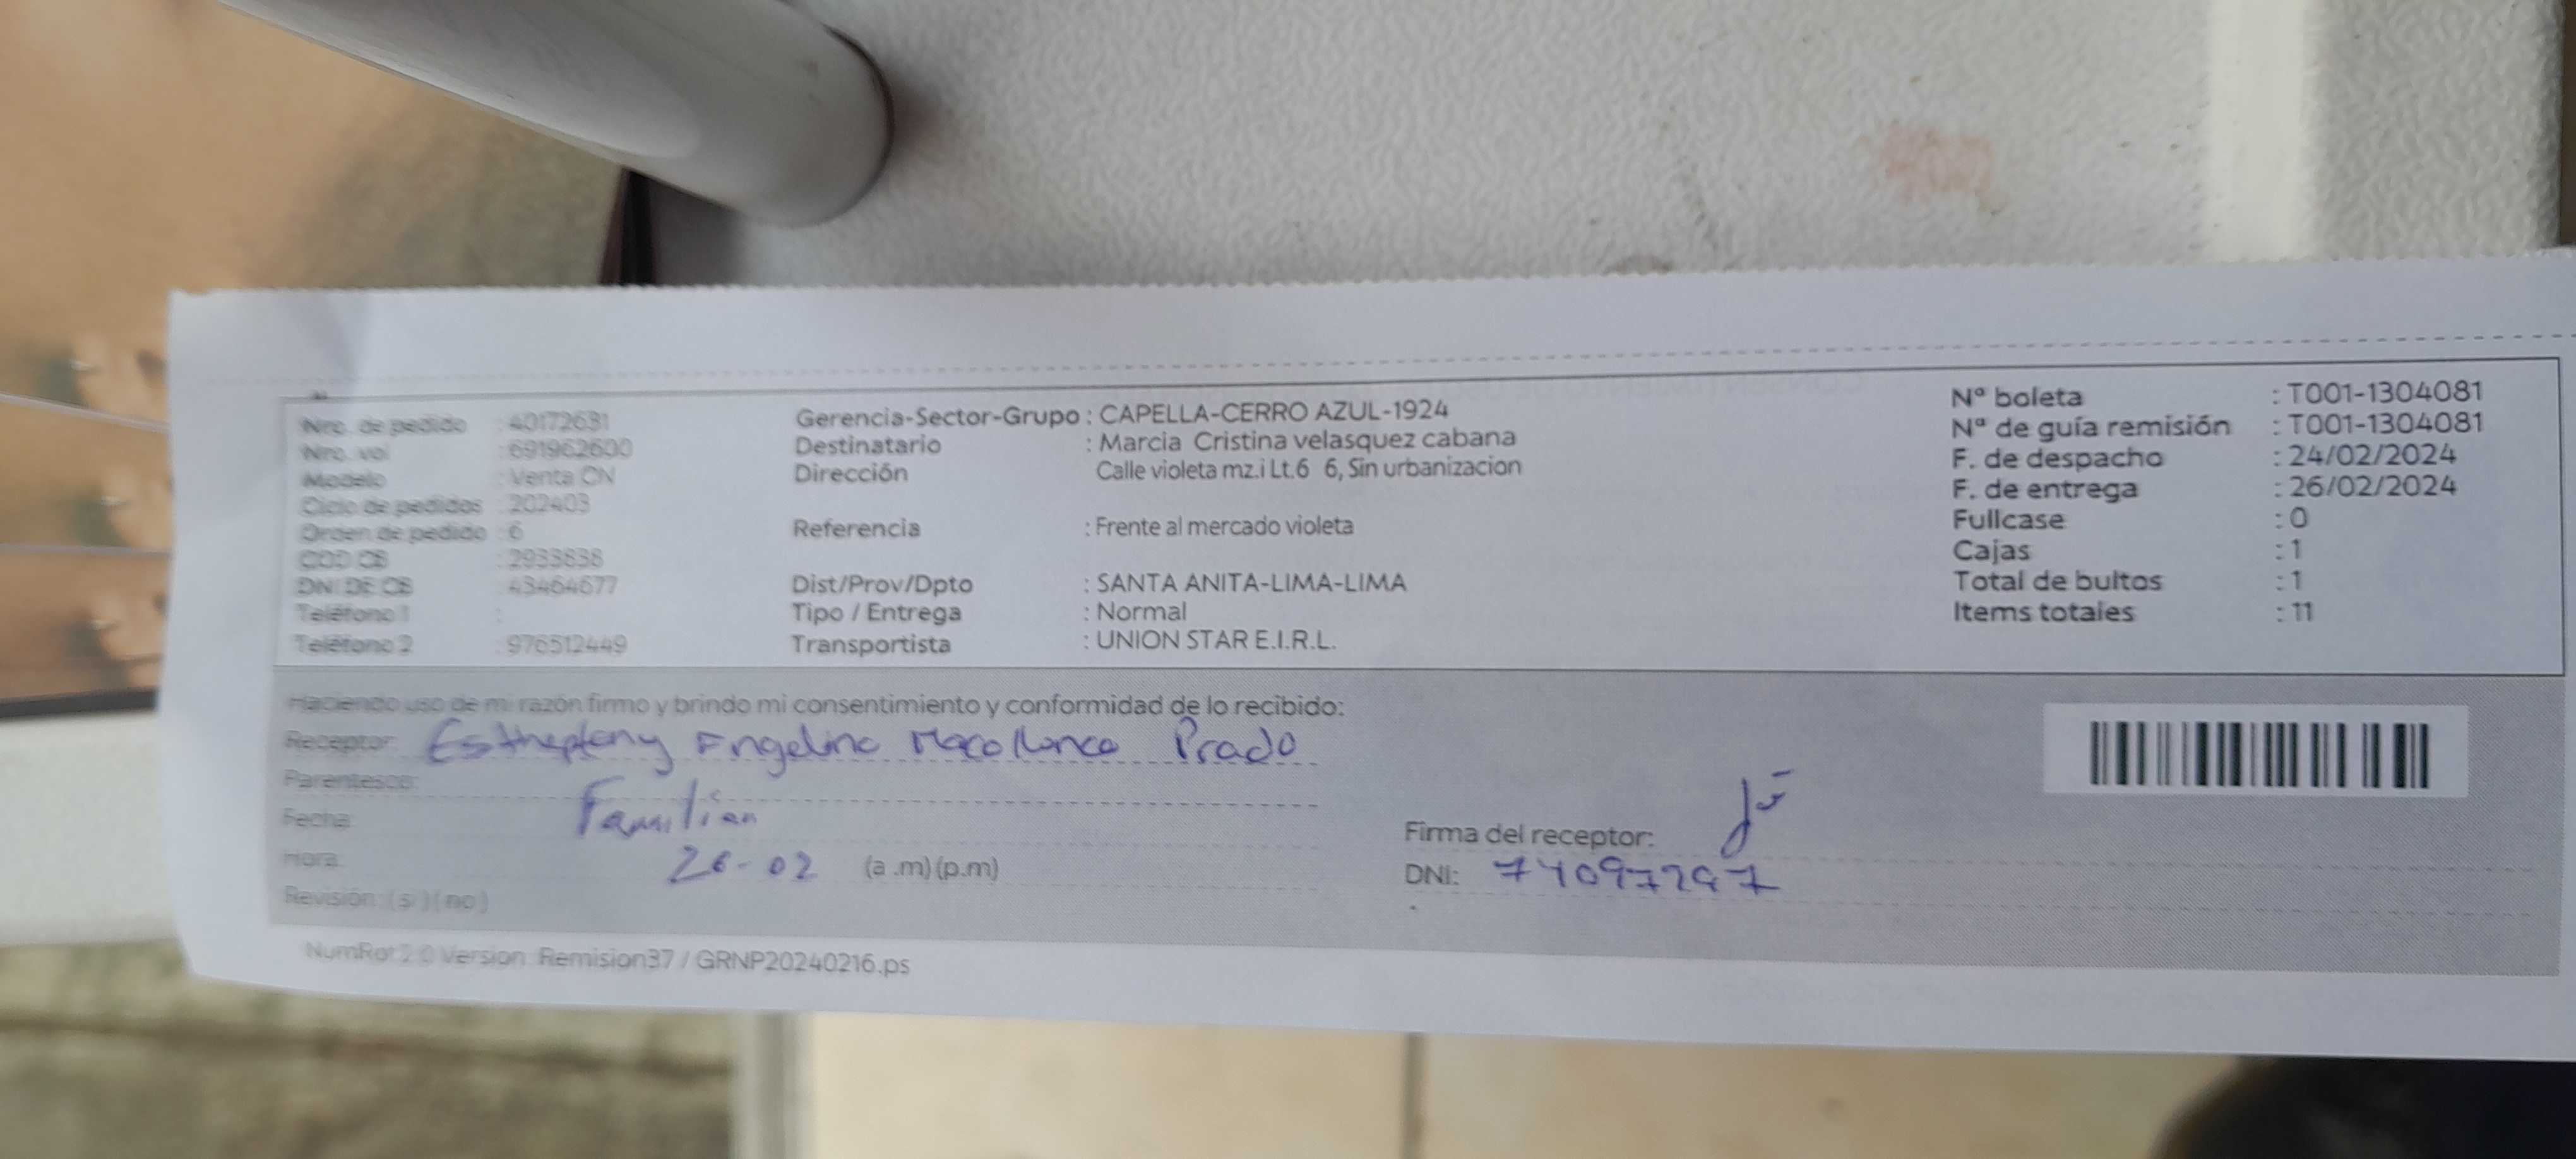 Nro. de pedido : 40172631
Nro. vol : 691962600
Modelo : Venta CN
Ciclo de pedidos : 202403
Orden de pedido : 6
COD CB : 2933838
DNI DE CB : 43464677
Teléfono 1 :
Teléfono 2 : 976512449
Gerencia-Sector-Grupo : CAPELLA-CERRO AZUL-1924
Destinatario : Marcia Cristina velasquez cabana
Dirección Calle violeta mz.i Lt.6 6, Sin urbanizacion
Referencia : Frente al mercado violeta
Dist/Prov/Dpto : SANTA ANITA-LIMA-LIMA
Tipo / Entrega : Normal
Transportista : UNION STAR E.I.R.L.
Nº boleta : T001-1304081
Nº de guía remisión : T001-1304081
F. de despacho : 24/02/2024
F. de entrega : 26/02/2024
Fullcase : 0
Cajas : 1
Total de bultos : 1
Items totales : 11
Haciendo uso de mi razón firmo y brindo mi consentimiento y conformidad de lo recibido:
Receptor: Prado
Parentesco:
Fecha: Familiar
Hora: 26-02 (a .m) (p.m)
Revisión: ( si ) ( no )
Firma del receptor:
DNI: 74097297
NumRot 2.0 Version: Remision37 / GRNP20240216.ps